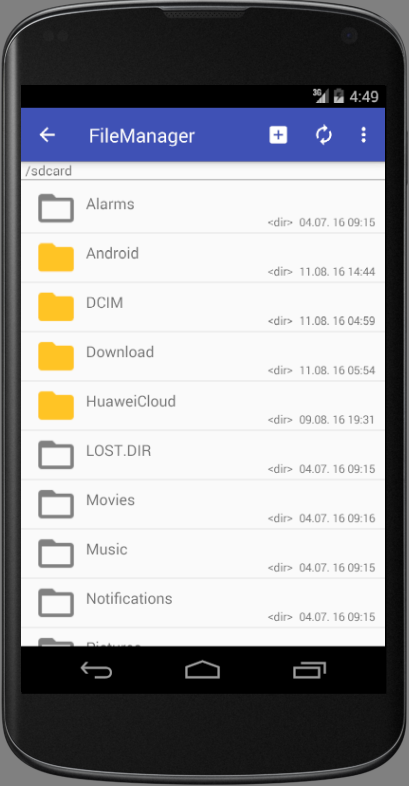 3G 4:49
FileManager
/sdcard
Alarms
<dir> 04.07. 16 09:15
Android
<dir> 11.08. 16 14:44
DCIM
<dir> 11.08. 16 04:59
Download
<dir> 11.08. 16 05:54
HuaweiCloud
<dir> 09.08. 16 19:31
LOST.DIR
<dir> 04.07. 16 09:15
Movies
<dir> 04.07. 16 09:16
Music
<dir> 04.07. 16 09:15
Notifications
<dir> 04.07. 16 09:15